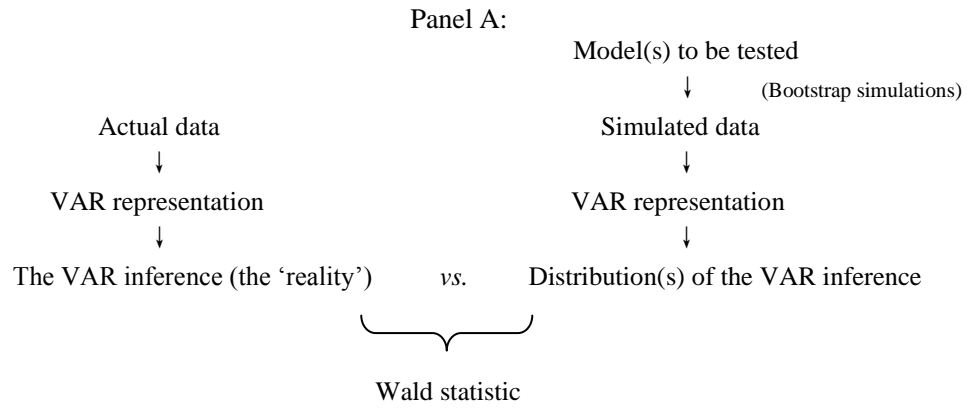 Panel A:
Model(s) to be tested
(Bootstrap simulations)
Actual data
Simulated data
VAR representation
VAR representation
The VAR inference (the ‘reality’)
vs.
Distribution(s) of the VAR inference
Wald statistic